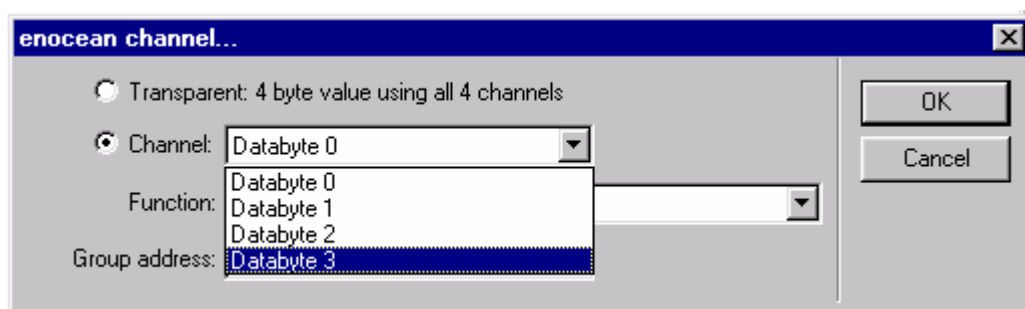 enocean channel...
Transparent: 4 byte value using all 4 channels
OK
Channel: Databyte 0
Cancel
Databyte 0
Function:
Databyte 1
Databyte 2
Group address: Databyte 3